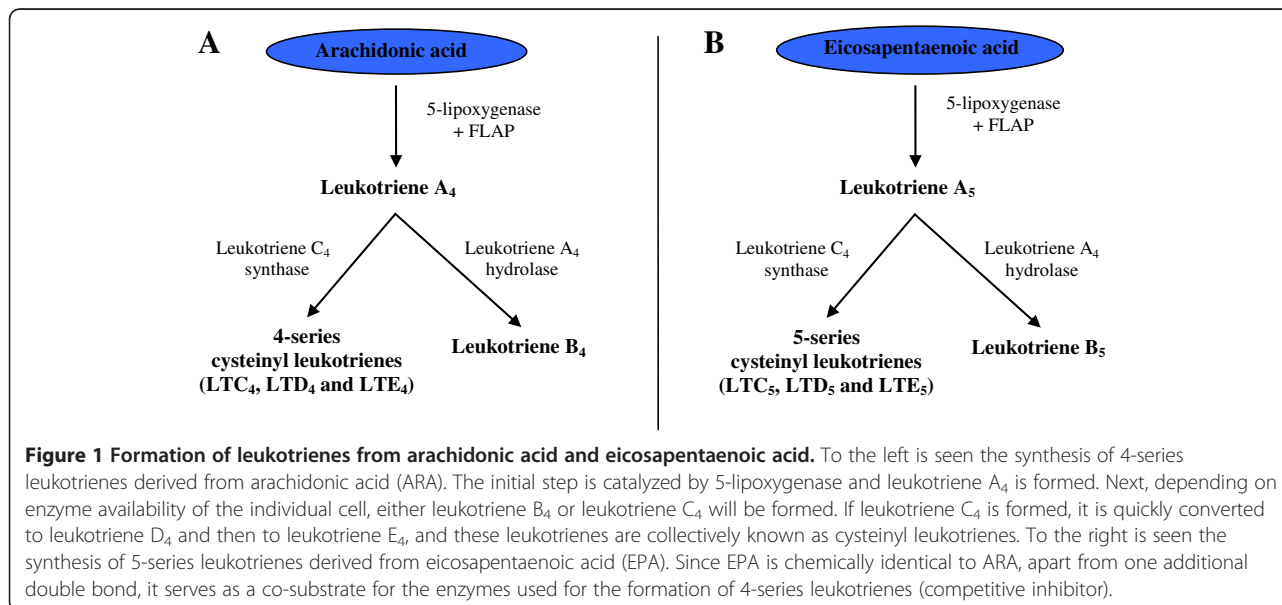 A
Arachidonic acid
5-lipoxygenase
+ FLAP
Leukotriene A₄
Leukotriene C₄
synthase
Leukotriene A₄
hydrolase
4-series
cysteinyl leukotrienes
(LTC₄, LTD₄ and LTE₄)
Leukotriene B₄
B
Eicosapentaenoic acid
5-lipoxygenase
+ FLAP
Leukotriene A₅
Leukotriene C₄
synthase
Leukotriene A₄
hydrolase
5-series
cysteinyl leukotrienes
(LTC₅, LTD₅ and LTE₅)
Leukotriene B₅
Figure 1 Formation of leukotrienes from arachidonic acid and eicosapentaenoic acid. To the left is seen the synthesis of 4-series
leukotrienes derived from arachidonic acid (ARA). The initial step is catalyzed by 5-lipoxygenase and leukotriene A₄ is formed. Next, depending on
enzyme availability of the individual cell, either leukotriene B₄ or leukotriene C₄ will be formed. If leukotriene C₄ is formed, it is quickly converted
to leukotriene D₄ and then to leukotriene E₄, and these leukotrienes are collectively known as cysteinyl leukotrienes. To the right is seen the
synthesis of 5-series leukotrienes derived from eicosapentaenoic acid (EPA). Since EPA is chemically identical to ARA, apart from one additional
double bond, it serves as a co-substrate for the enzymes used for the formation of 4-series leukotrienes (competitive inhibitor).